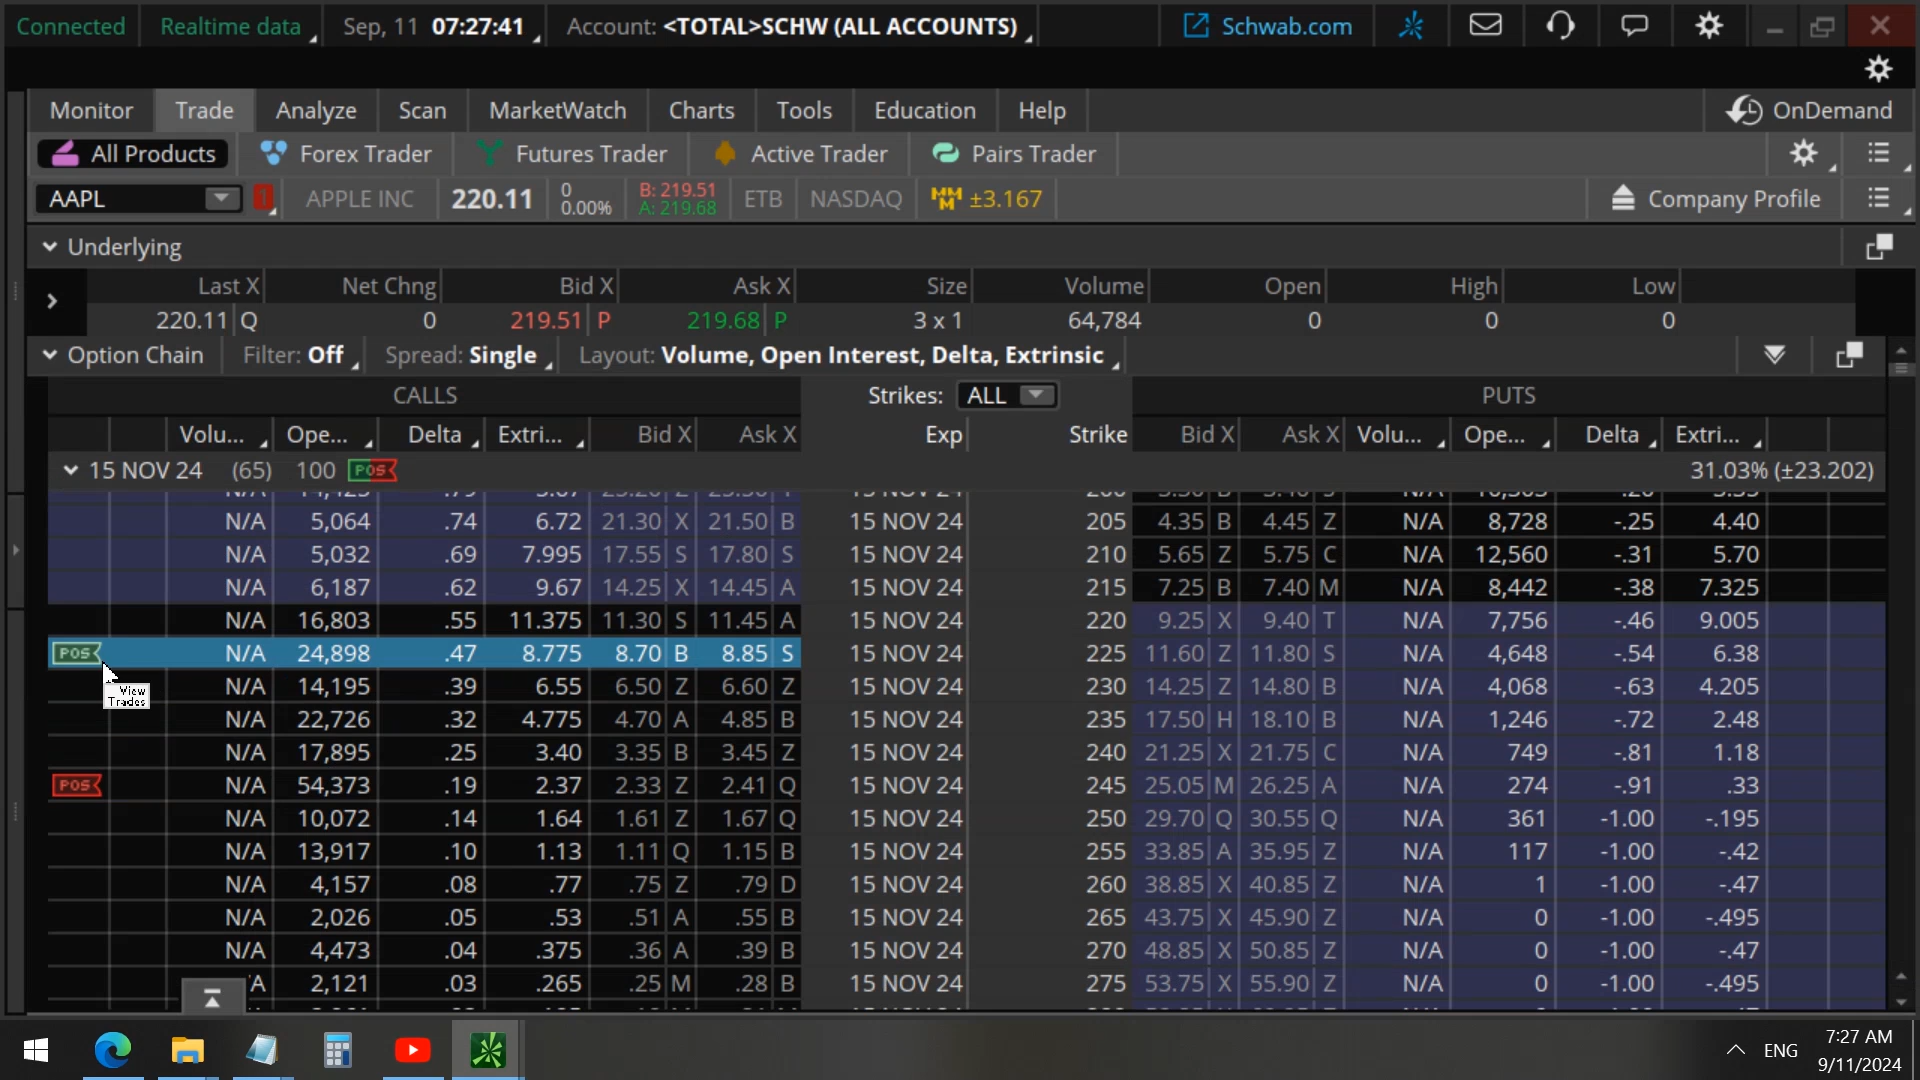 Connected Realtime data Sep, 11 07:27:41 Account: <TOTAL>SCHW (ALL ACCOUNTS) Schwab.com
Monitor Trade Analyze Scan MarketWatch Charts Tools Education Help OnDemand
All Products Forex Trader Futures Trader Active Trader Pairs Trader
AAPL 1 APPLE INC 220.11 0 0.00% B: 219.51 A: 219.68 ETB NASDAQ MM ±3.167 Company Profile
Underlying
Last X Net Chng Bid X Ask X Size Volume Open High Low
220.11 Q 0 219.51 P 219.68 P 3 x 1 64,784 0 0 0
Option Chain Filter: Off Spread: Single Layout: Volume, Open Interest, Delta, Extrinsic
CALLS Strikes: ALL PUTS
Volu... Ope... Delta Extri... Bid X Ask X Exp Strike Bid X Ask X Volu... Ope... Delta Extri...
15 NOV 24 (65) 100 POS 31.03% (±23.202)
N/A 5,064 .74 6.72 21.30 X 21.50 B 15 NOV 24 205 4.35 B 4.45 Z N/A 8,728 -.25 4.40
N/A 5,032 .69 7.995 17.55 S 17.80 S 15 NOV 24 210 5.65 Z 5.75 C N/A 12,560 -.31 5.70
N/A 6,187 .62 9.67 14.25 X 14.45 A 15 NOV 24 215 7.25 B 7.40 M N/A 8,442 -.38 7.325
N/A 16,803 .55 11.375 11.30 S 11.45 A 15 NOV 24 220 9.25 X 9.40 T N/A 7,756 -.46 9.005
POS N/A 24,898 .47 8.775 8.70 B 8.85 S 15 NOV 24 225 11.60 Z 11.80 S N/A 4,648 -.54 6.38
View Trades
N/A 14,195 .39 6.55 6.50 Z 6.60 Z 15 NOV 24 230 14.25 Z 14.80 B N/A 4,068 -.63 4.205
N/A 22,726 .32 4.775 4.70 A 4.85 B 15 NOV 24 235 17.50 H 18.10 B N/A 1,246 -.72 2.48
N/A 17,895 .25 3.40 3.35 B 3.45 Z 15 NOV 24 240 21.25 X 21.75 C N/A 749 -.81 1.18
POS N/A 54,373 .19 2.37 2.33 Z 2.41 Q 15 NOV 24 245 25.05 M 26.25 A N/A 274 -.91 .33
N/A 10,072 .14 1.64 1.61 Z 1.67 Q 15 NOV 24 250 29.70 Q 30.55 Q N/A 361 -1.00 -.195
N/A 13,917 .10 1.13 1.11 Q 1.15 B 15 NOV 24 255 33.85 A 35.95 Z N/A 117 -1.00 -.42
N/A 4,157 .08 .77 .75 Z .79 D 15 NOV 24 260 38.85 X 40.85 Z N/A 1 -1.00 -.47
N/A 2,026 .05 .53 .51 A .55 B 15 NOV 24 265 43.75 X 45.90 Z N/A 0 -1.00 -.495
N/A 4,473 .04 .375 .36 A .39 B 15 NOV 24 270 48.85 X 50.85 Z N/A 0 -1.00 -.47
2,121 .03 .265 .25 M .28 B 15 NOV 24 275 53.75 X 55.90 Z N/A 0 -1.00 -.495
ENG 7:27 AM
9/11/2024